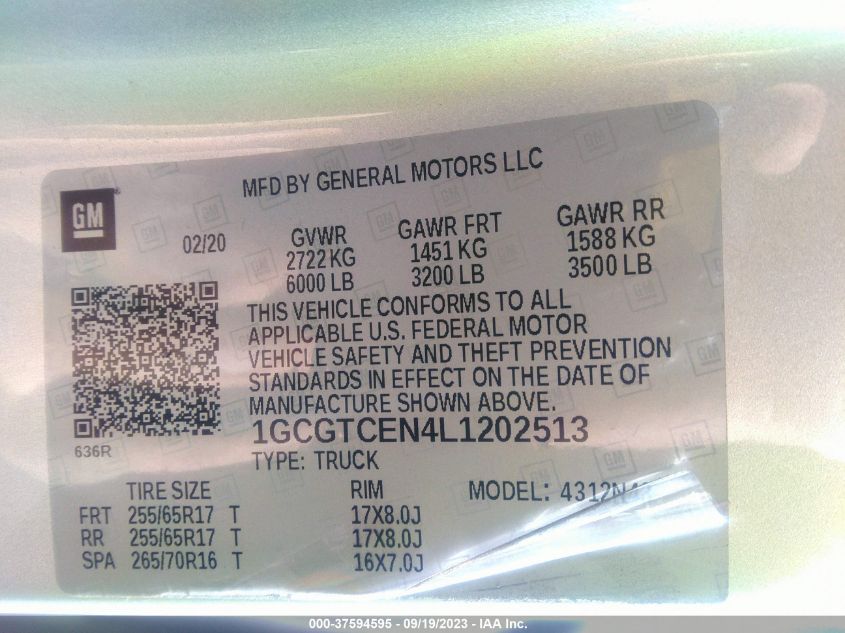 MFD BY GENERAL MOTORS LLC
GM
02/20
GVWR GAWR FRT GAWR RR
2722 KG 1451 KG 1588 KG
6000 LB 3200 LB 3500 LB
THIS VEHICLE CONFORMS TO ALL
APPLICABLE U.S. FEDERAL MOTOR
VEHICLE SAFETY AND THEFT PREVENTION
STANDARDS IN EFFECT ON THE DATE OF
MANUFACTURE SHOWN ABOVE.
636R
1GCGTCEN4L1202513
TYPE: TRUCK
TIRE SIZE RIM MODEL:
FRT 255/65R17 T 17X8.0J
RR 255/65R17 T 17X8.0J
SPA 265/70R16 T 16X7.0J
000-37594595 - 09/19/2023 - IAA Inc.